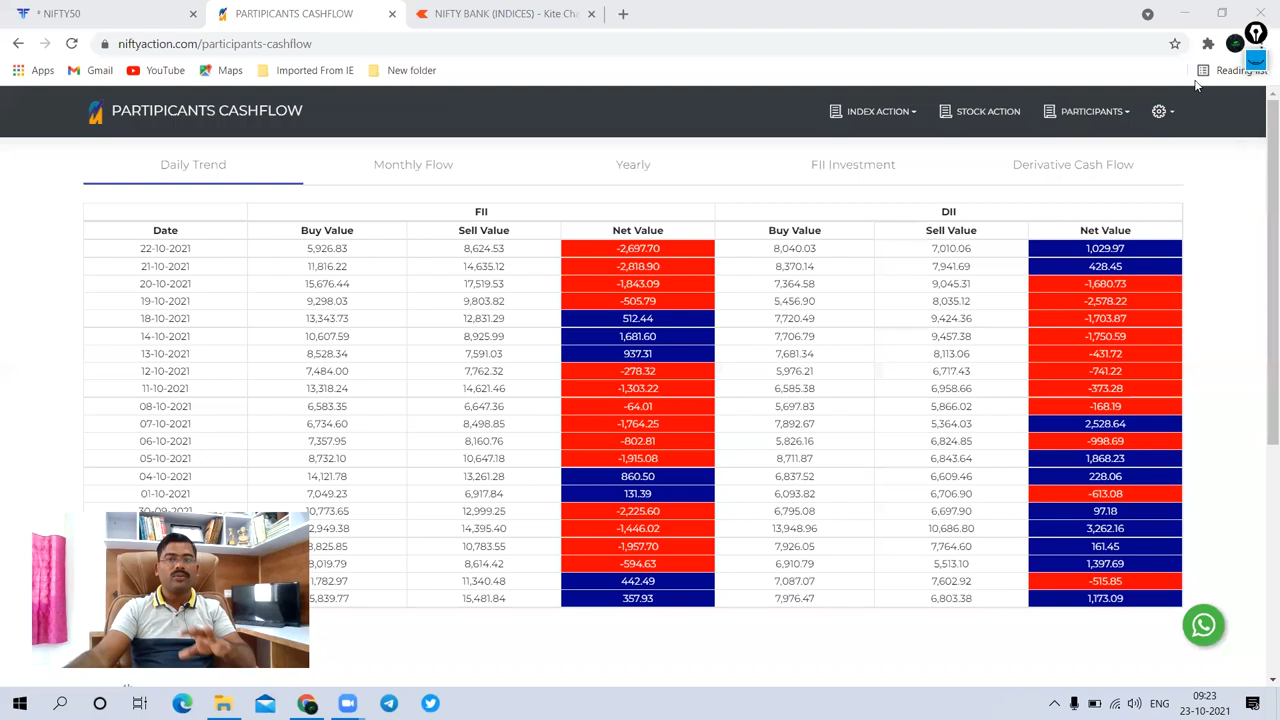 * NIFTY50 × PARTICIPANTS CASHFLOW × NIFTY BANK (INDICES) - Kite Cha × +
niftyaction.com/participants-cashflow
Apps Gmail YouTube Maps Imported From IE New folder Reading list
PARTIPICANTS CASHFLOW INDEX ACTION STOCK ACTION PARTICIPANTS
Daily Trend Monthly Flow Yearly FII Investment Derivative Cash Flow
FII DII
Date Buy Value Sell Value Net Value Buy Value Sell Value Net Value
22-10-2021 5,926.83 8,624.53 -2,697.70 8,040.03 7,010.06 1,029.97
21-10-2021 11,816.22 14,635.12 -2,818.90 8,370.14 7,941.69 428.45
20-10-2021 15,676.44 17,519.53 -1,843.09 7,364.58 9,045.31 -1,680.73
19-10-2021 9,298.03 9,803.82 -505.79 5,456.90 8,035.12 -2,578.22
18-10-2021 13,343.73 12,831.29 512.44 7,720.49 9,424.36 -1,703.87
14-10-2021 10,607.59 8,925.99 1,681.60 7,706.79 9,457.38 -1,750.59
13-10-2021 8,528.34 7,591.03 937.31 7,681.34 8,113.06 -431.72
12-10-2021 7,484.00 7,762.32 -278.32 5,976.21 6,717.43 -741.22
11-10-2021 13,318.24 14,621.46 -1,303.22 6,585.38 6,958.66 -373.28
08-10-2021 6,583.35 6,647.36 -64.01 5,697.83 5,866.02 -168.19
07-10-2021 6,734.60 8,498.85 -1,764.25 7,892.67 5,364.03 2,528.64
06-10-2021 7,357.95 8,160.76 -802.81 5,826.16 6,824.85 -998.69
05-10-2021 8,732.10 10,647.18 -1,915.08 8,711.87 6,843.64 1,868.23
04-10-2021 14,121.78 13,261.28 860.50 6,837.52 6,609.46 228.06
01-10-2021 7,049.23 6,917.84 131.39 6,093.82 6,706.90 -613.08
30-09-2021 10,773.65 12,999.25 -2,225.60 6,795.08 6,697.90 97.18
2,949.38 14,395.40 -1,446.02 13,948.96 10,686.80 3,262.16
8,825.85 10,783.55 -1,957.70 7,926.05 7,764.60 161.45
8,019.79 8,614.42 -594.63 6,910.79 5,513.10 1,397.69
1,782.97 11,340.48 442.49 7,087.07 7,602.92 -515.85
5,839.77 15,481.84 357.93 7,976.47 6,803.38 1,173.09
ENG 09:23
23-10-2021